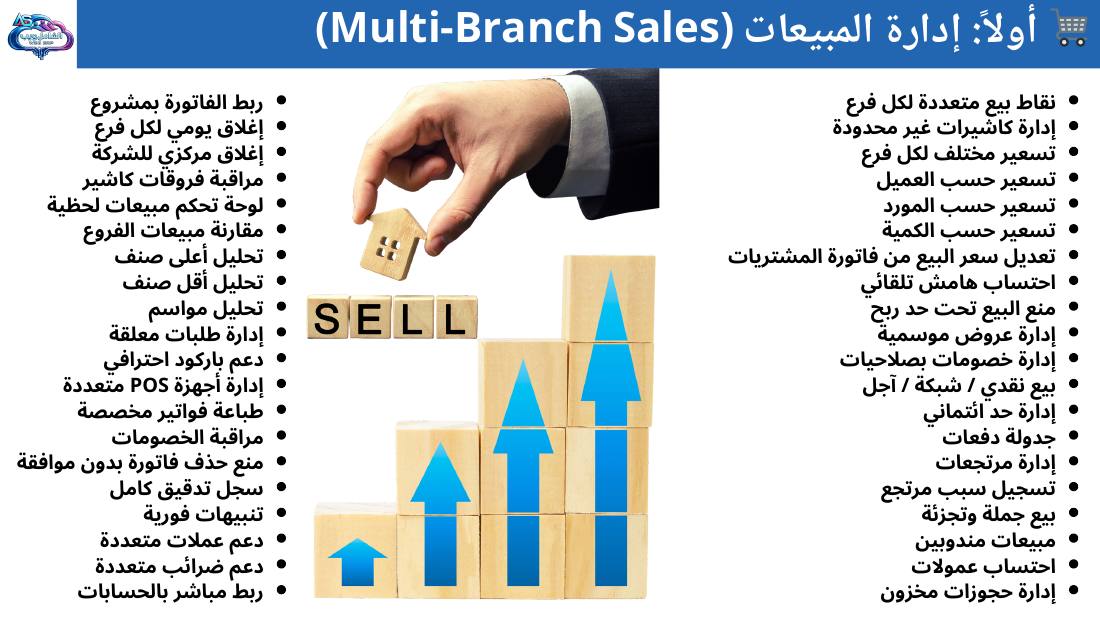 أولاً: إدارة المبيعات (Multi-Branch Sales)
نقاط بيع متعددة لكل فرع
إدارة كاشيرات غير محدودة
تسعير مختلف لكل فرع
تسعير حسب العميل
تسعير حسب المورد
تسعير حسب الكمية
تعديل سعر البيع من فاتورة المشتريات
احتساب هامش تلقائي
منع البيع تحت حد ربح
إدارة عروض موسمية
إدارة خصومات بصلاحيات
بيع نقدي / شبكة / آجل
إدارة حد ائتماني
جدولة دفعات
إدارة مرتجعات
تسجيل سبب مرتجع
بيع جملة وتجزئة
مبيعات مندوبين
احتساب عمولات
إدارة حجوزات مخزون
SELL
ربط الفاتورة بمشروع
إغلاق يومي لكل فرع
إغلاق مركزي للشركة
مراقبة فروقات كاشير
لوحة تحكم مبيعات لحظية
مقارنة مبيعات الفروع
تحليل أعلى صنف
تحليل أقل صنف
تحليل مواسم
إدارة طلبات معلقة
دعم باركود احترافي
إدارة أجهزة POS متعددة
طباعة فواتير مخصصة
مراقبة الخصومات
منع حذف فاتورة بدون موافقة
سجل تدقيق كامل
تنبيهات فورية
دعم عملات متعددة
دعم ضرائب متعددة
ربط مباشر بالحسابات